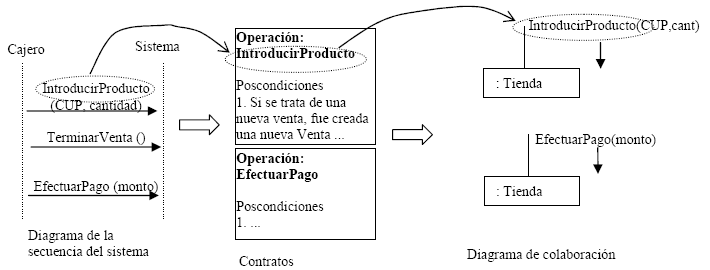 Cajero
Sistema
IntroducirProducto
(CUP, cantidad)
TerminarVenta ()
EfectuarPago (monto)
Diagrama de la
secuencia del sistema
Operación:
IntroducirProducto
Poscondiciones
1. Si se trata de una
nueva venta, fue creada
una nueva Venta ...
Operación:
EfectuarPago
Poscondiciones
1. ...
Contratos
IntroducirProducto(CUP,cant)
: Tienda
EfectuarPago(monto)
: Tienda
Diagrama de colaboración